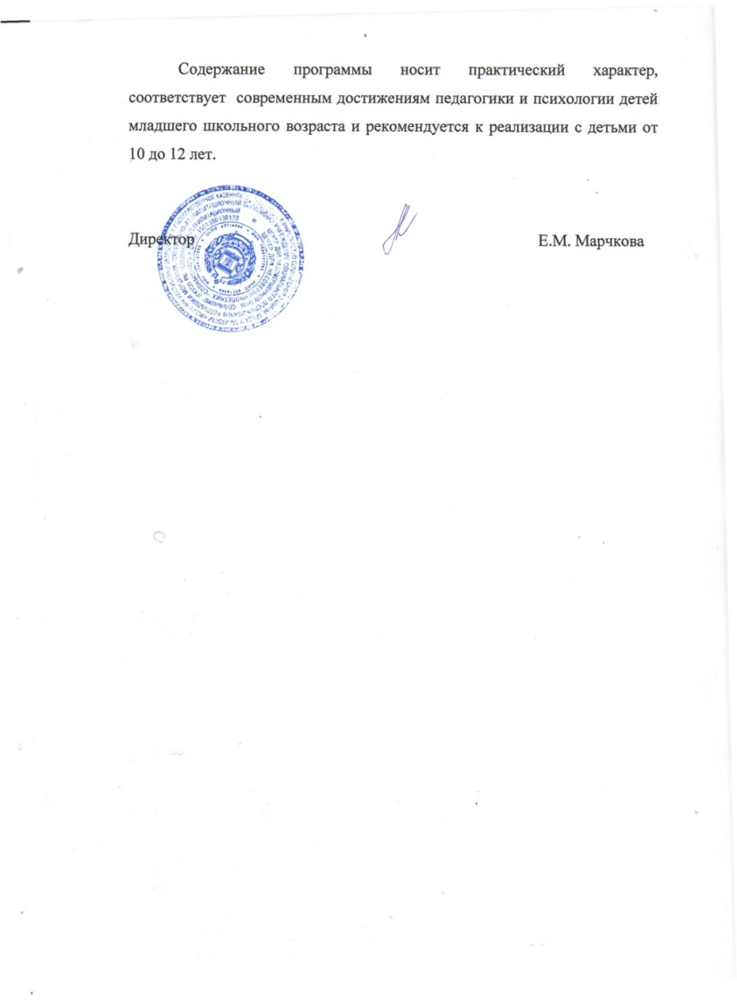 Содержание программы носит практический характер,
соответствует современным достижениям педагогики и психологии детей
младшего школьного возраста и рекомендуется к реализации с детьми от
10 до 12 лет.
Директор
Е.М. Марчкова